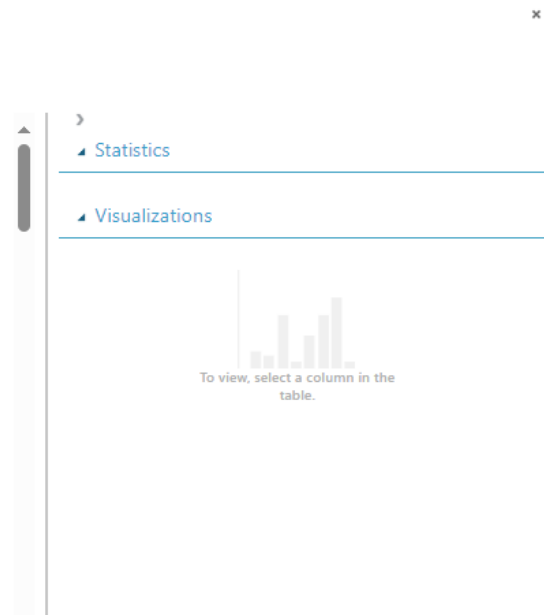 Statistics
Visualizations
To view, select a column in the
table.